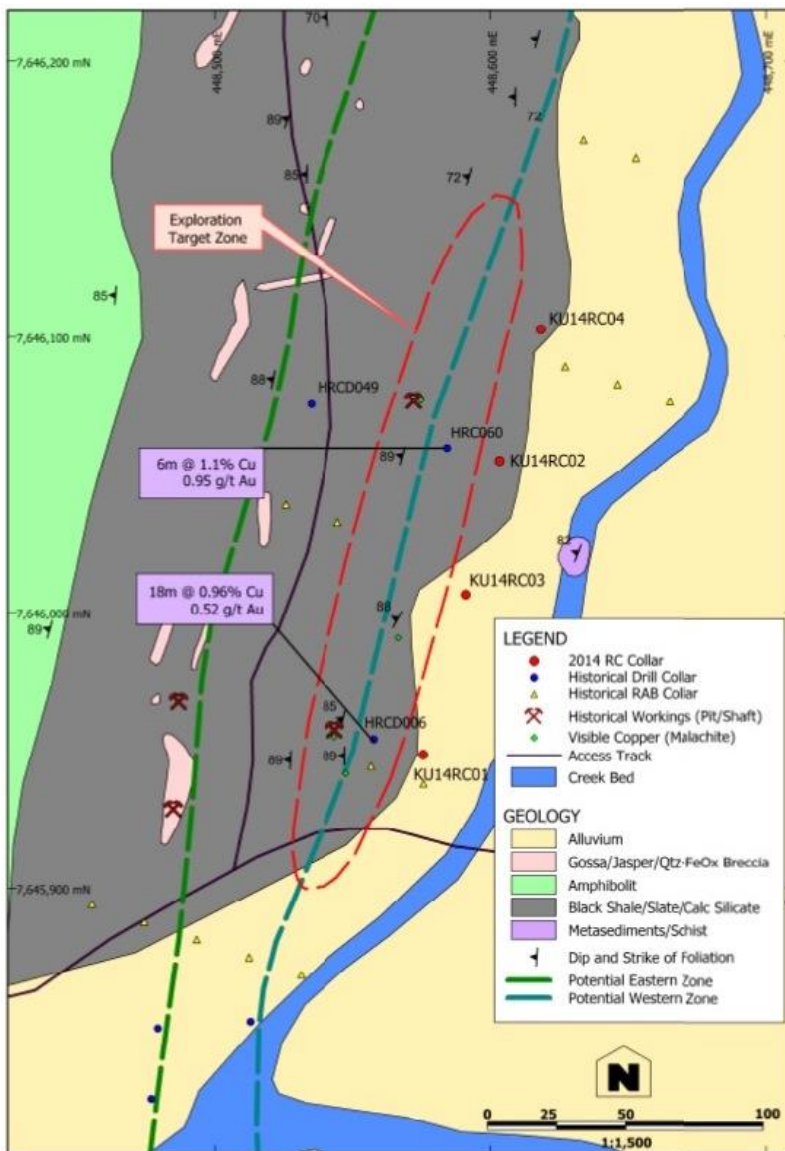 70
448,500 mE
448,600 mE
448,700 mE
7,646,200 mN
89
72
85
72
Exploration
Target Zone
85
7,646,100 mN
KU14RC04
88
HRCD049
HRC060
89
KU14RC02
6m @ 1.1% Cu
0.95 g/t Au
82
18m @ 0.96% Cu
0.52 g/t Au
KU14RC03
7,646,000 mN
88
89
85
HRCD006
89
89
KU14RC01
7,645,900 mN
LEGEND
2014 RC Collar
Historical Drill Collar
Historical RAB Collar
Historical Workings (Pit/Shaft)
Visible Copper (Malachite)
Access Track
Creek Bed
GEOLOGY
Alluvium
Gossa/Jasper/Qtz-FeOx Breccia
Amphibolit
Black Shale/Slate/Calc Silicate
Metasediments/Schist
Dip and Strike of Foliation
Potential Eastern Zone
Potential Western Zone
N
0 25 50 100
1:1,500